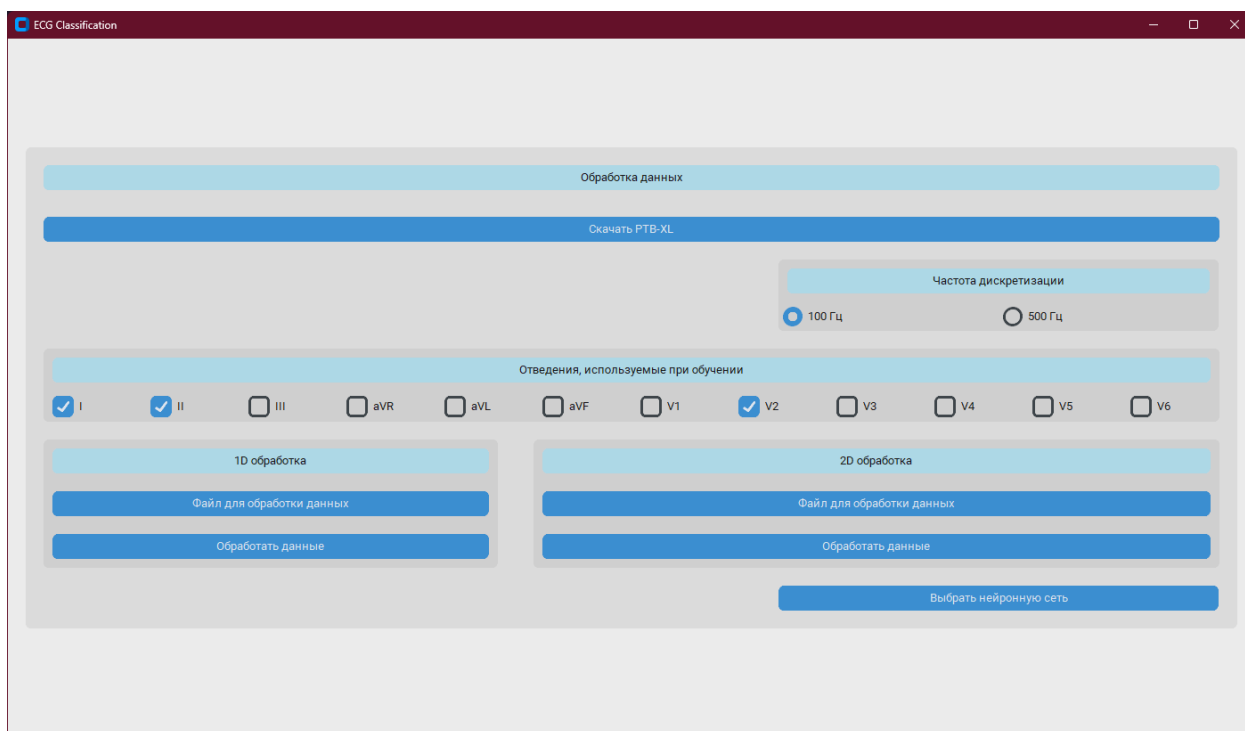 ECG Classification
Обработка данных
Скачать PTB-XL
Частота дискретизации
100 Гц 500 Гц
Отведения, используемые при обучении
I II III aVR aVL aVF V1 V2 V3 V4 V5 V6
1D обработка 2D обработка
Файл для обработки данных Файл для обработки данных
Обработать данные Обработать данные
Выбрать нейронную сеть